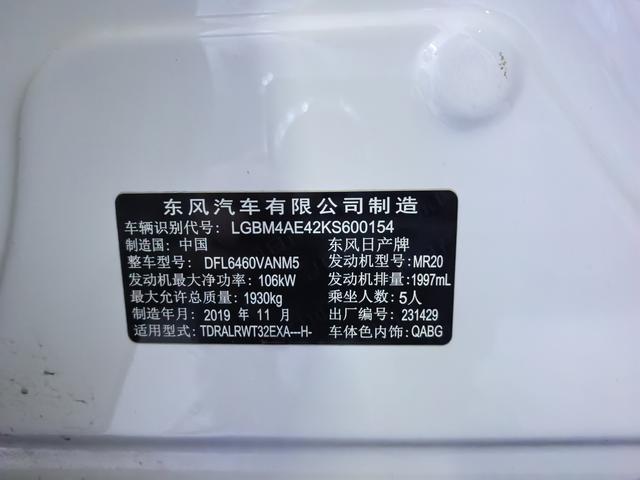 东风汽车有限公司制造
车辆识别代号: LGBM4AE42KS600154
制造国: 中国 东风日产牌
整车型号: DFL6460VANM5 发动机型号: MR20
发动机最大净功率: 106kW 发动机排量: 1997mL
最大允许总质量: 1930kg 乘坐人数: 5人
制造年月: 2019 年 11 月 出厂编号: 231429
适用型式: TDRALRWT32EXA---H- 车体色内饰: QABG